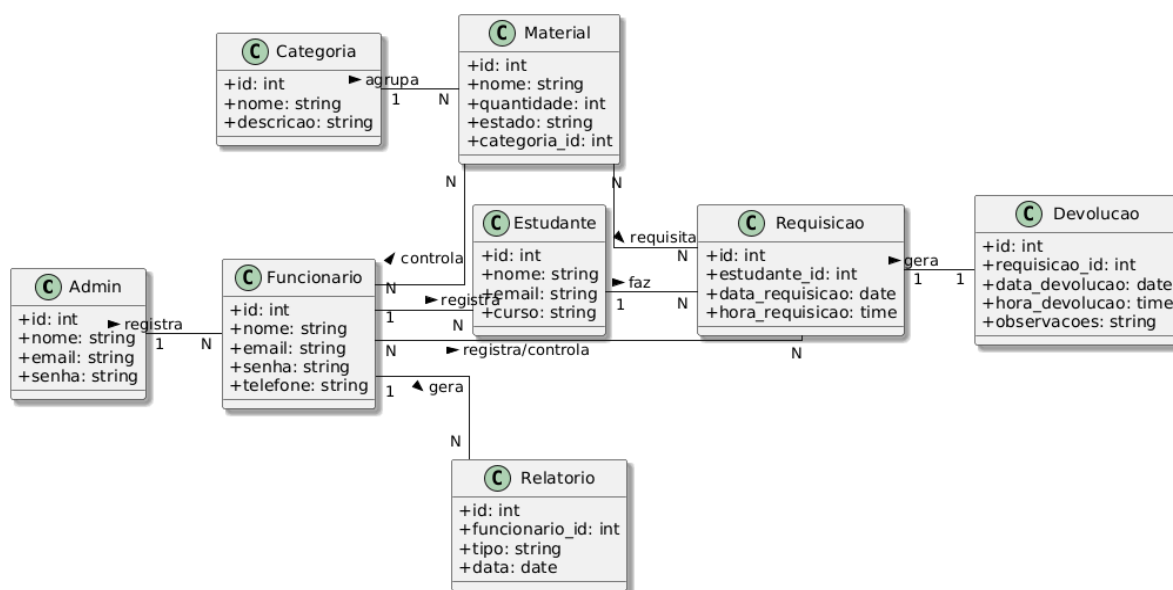 C Categoria
+id: int
+nome: string
+descricao: string
► agrupa
1
N
C Material
+id: int
+nome: string
+quantidade: int
+estado: string
+categoria_id: int
N
N
controla
N
requisita
N
C Estudante
+id: int
+nome: string
+email: string
+curso: string
► faz
1
N
C Requisicao
+id: int
+estudante_id: int
+data_requisicao: date
+hora_requisicao: time
► gera
1
1
C Devolucao
+id: int
+requisicao_id: int
+data_devolucao: date
+hora_devolucao: time
+observacoes: string
C Admin
+id: int
+nome: string
+email: string
+senha: string
► registra
1
N
C Funcionario
+id: int
+nome: string
+email: string
+senha: string
+telefone: string
► registra
1
N
N
► registra/controla
N
1
gera
N
C Relatorio
+id: int
+funcionario_id: int
+tipo: string
+data: date